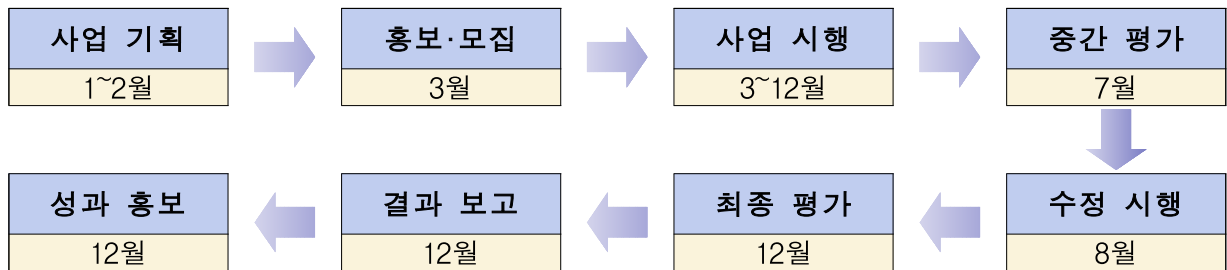 사업 기획
1~2월
홍보·모집
3월
사업 시행
3~12월
중간 평가
7월
수정 시행
8월
최종 평가
12월
결과 보고
12월
성과 홍보
12월